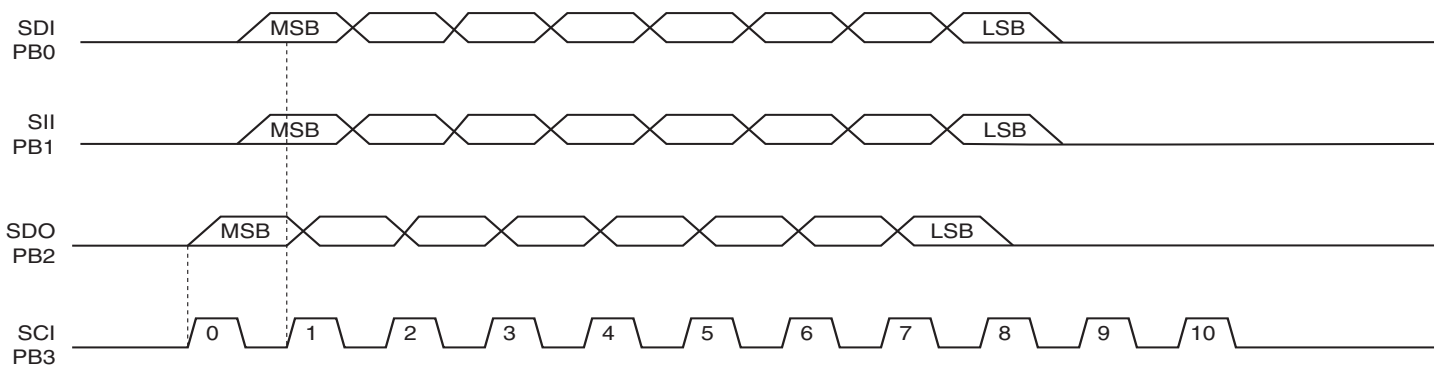 SDI
PB0
MSB LSB
SII
PB1
MSB LSB
SDO
PB2
MSB LSB
SCI
PB3
0 1 2 3 4 5 6 7 8 9 10